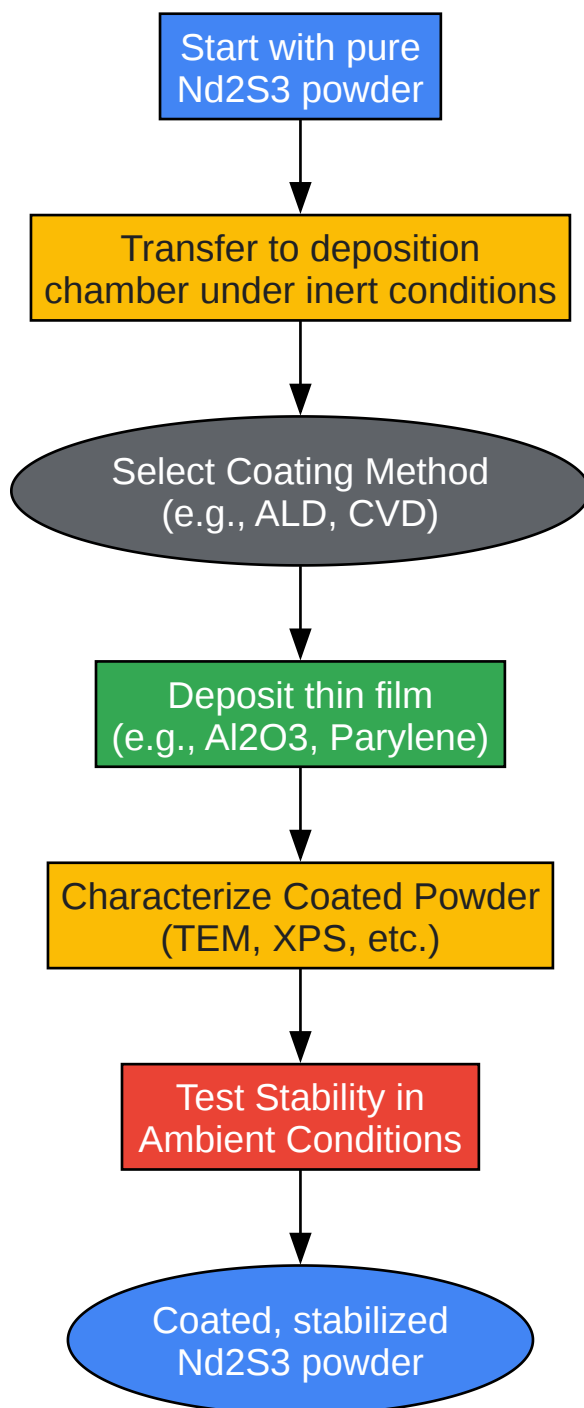 Start with pure
Nd2S3 powder
Transfer to deposition
chamber under inert conditions
Select Coating Method
(e.g., ALD, CVD)
Deposit thin film
(e.g., Al2O3, Parylene)
Characterize Coated Powder
(TEM, XPS, etc.)
Test Stability in
Ambient Conditions
Coated, stabilized
Nd2S3 powder